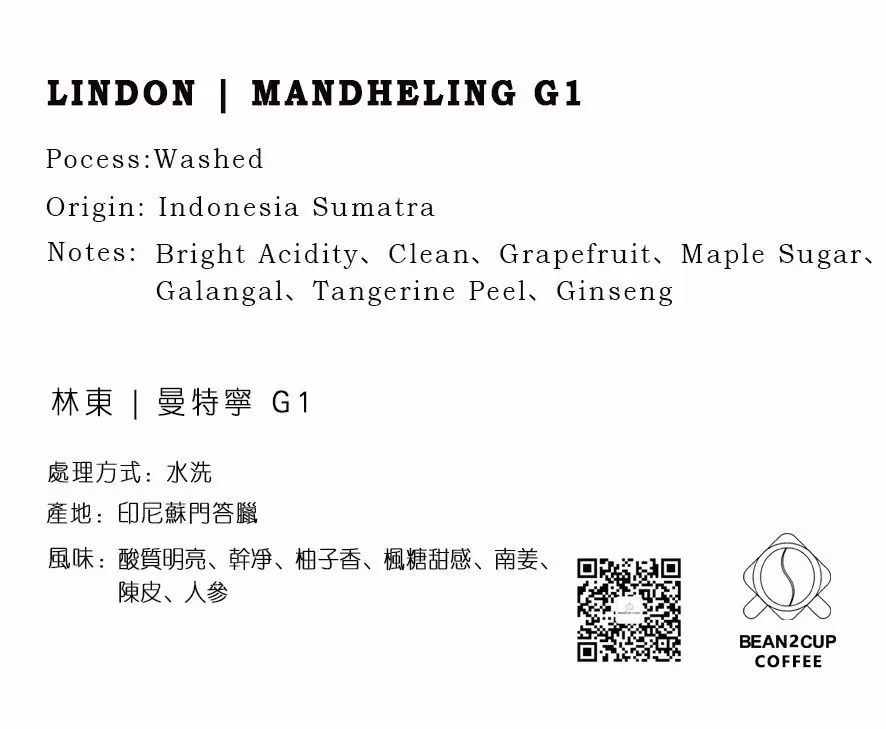 LINDON | MANDHELING G1
Pocess:Washed
Origin: Indonesia Sumatra
Notes: Bright Acidity、Clean、Grapefruit、Maple Sugar、
Galangal、Tangerine Peel、Ginseng
林東 | 曼特寧 G1
處理方式：水洗
產地：印尼蘇門答臘
風味：酸質明亮、幹凈、柚子香、楓糖甜感、南姜、
陳皮、人參
BEAN2CUP
COFFEE